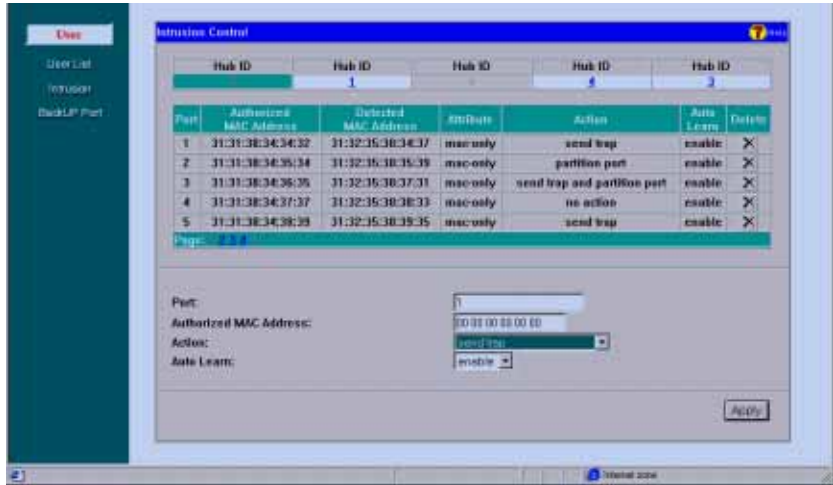 User
User List
Intrusion
BackUP Port
Intrusion Control
Help
Hub ID Hub ID Hub ID Hub ID Hub ID
1 4 3
Port Authorized MAC Address Detected MAC Address Attribute Action Auto Learn Delete
1 31:31:38:34:34:32 31:32:35:38:34:37 mac-only send trap enable X
2 31:31:38:34:35:34 31:32:35:38:35:39 mac-only partition port enable X
3 31:31:38:34:36:35 31:32:35:38:37:31 mac-only send trap and partition port enable X
4 31:31:38:34:37:37 31:32:35:38:38:33 mac-only no action enable X
5 31:31:38:34:38:39 31:32:35:38:39:35 mac-only send trap enable X
Page: 2 3 4
Port: 1
Authorized MAC Address: 00 00 00 00 00 00
Action: send trap
Auto Learn: enable
Apply
Internet zone